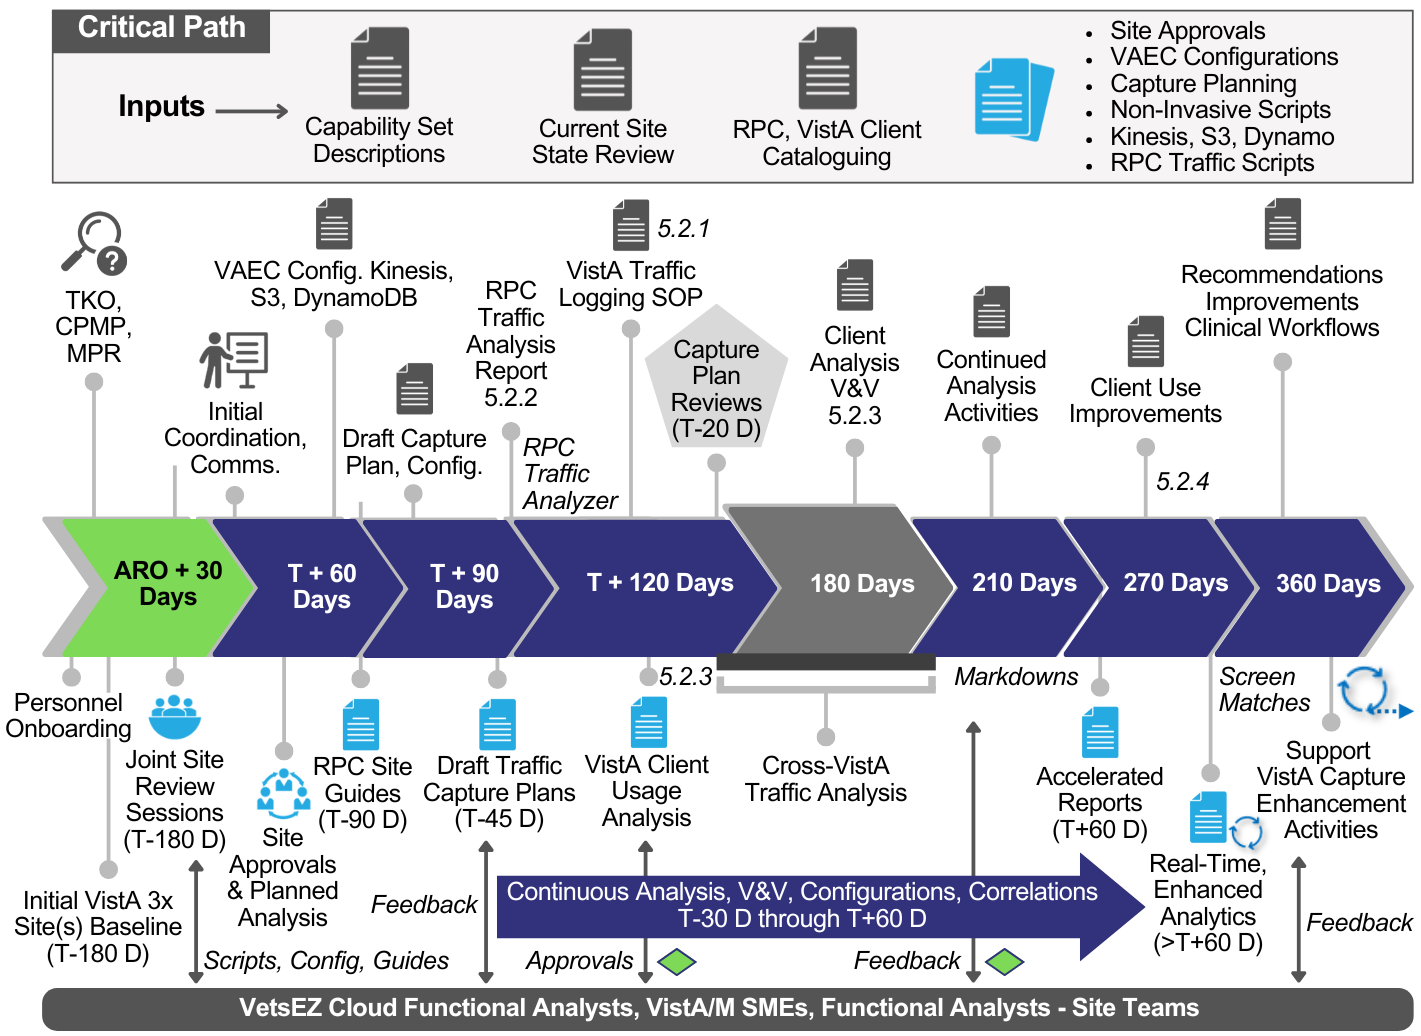 Critical Path
Inputs
Capability Set
Descriptions
Current Site
State Review
RPC, VistA Client
Cataloguing
• Site Approvals
• VAEC Configurations
• Capture Planning
• Non-Invasive Scripts
• Kinesis, S3, Dynamo
• RPC Traffic Scripts
?
TKO,
CPMP,
MPR
Initial
Coordination,
Comms.
VAEC Config. Kinesis,
S3, DynamoDB
Draft Capture
Plan, Config.
RPC
Traffic
Analysis
Report
5.2.2
RPC
Traffic
Analyzer
5.2.1
VistA Traffic
Logging SOP
Capture
Plan
Reviews
(T-20 D)
Client
Analysis
V&V
5.2.3
Continued
Analysis
Activities
Client Use
Improvements
5.2.4
Recommendations
Improvements
Clinical Workflows
ARO + 30
Days
T + 60
Days
T + 90
Days
T + 120 Days
180 Days
210 Days
270 Days
360 Days
Personnel
Onboarding
Initial VistA 3x
Site(s) Baseline
(T-180 D)
Joint Site
Review
Sessions
(T-180 D)
Site
Approvals
& Planned
Analysis
RPC Site
Guides
(T-90 D)
Draft Traffic
Capture Plans
(T-45 D)
5.2.3
VistA Client
Usage
Analysis
Cross-VistA
Traffic Analysis
Markdowns
Accelerated
Reports
(T+60 D)
Screen
Matches
Real-Time,
Enhanced
Analytics
(>T+60 D)
Support
VistA Capture
Enhancement
Activities
Continuous Analysis, V&V, Configurations, Correlations
T-30 D through T+60 D
Scripts, Config, Guides
Feedback
Approvals
Feedback
Feedback
VetsEZ Cloud Functional Analysts, VistA/M SMEs, Functional Analysts - Site Teams